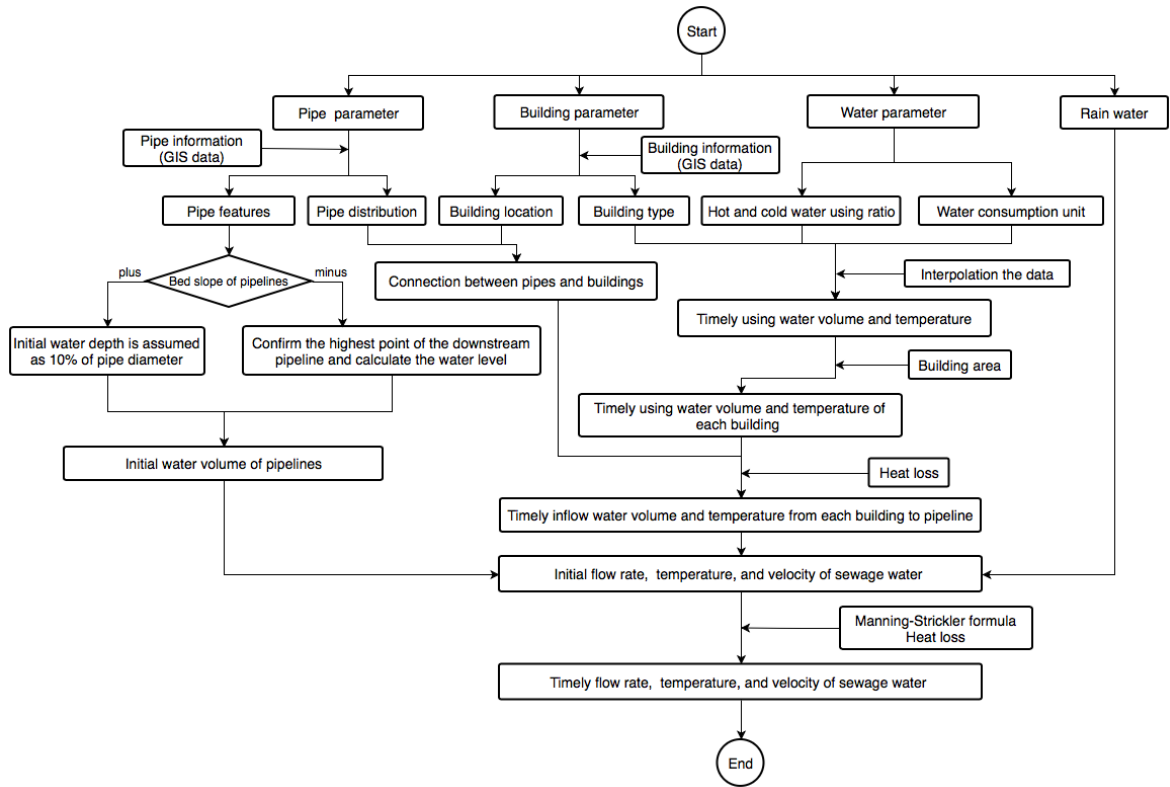 Start
Pipe parameter
Building parameter
Water parameter
Rain water
Pipe information
(GIS data)
Building information
(GIS data)
Pipe features
Pipe distribution
Building location
Building type
Hot and cold water using ratio
Water consumption unit
plus
Bed slope of pipelines
minus
Connection between pipes and buildings
Interpolation the data
Initial water depth is assumed
as 10% of pipe diameter
Confirm the highest point of the downstream
pipeline and calculate the water level
Timely using water volume and temperature
Building area
Timely using water volume and temperature of
each building
Initial water volume of pipelines
Heat loss
Timely inflow water volume and temperature from each building to pipeline
Initial flow rate, temperature, and velocity of sewage water
Manning-Strickler formula
Heat loss
Timely flow rate, temperature, and velocity of sewage water
End